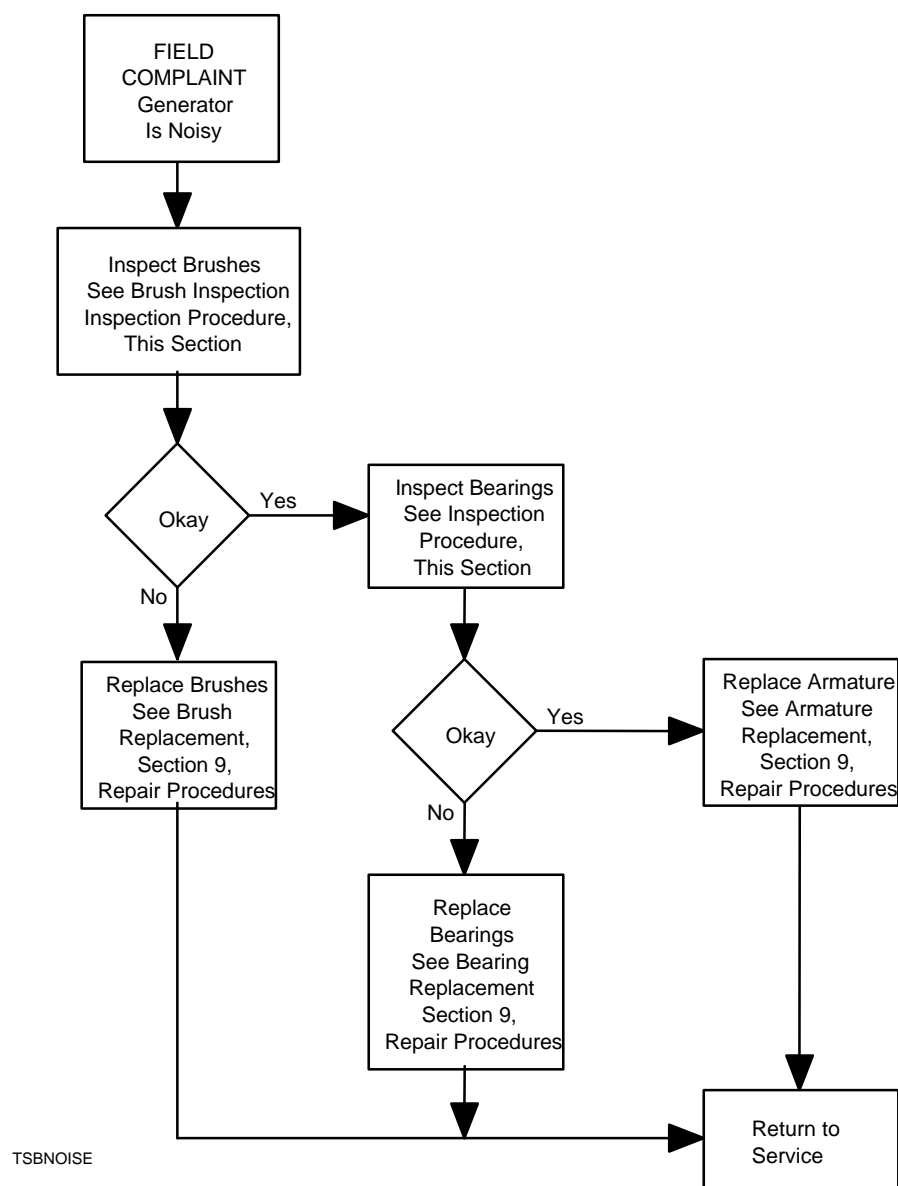 FIELD
COMPLAINT
Generator
Is Noisy
Inspect Brushes
See Brush Inspection
Inspection Procedure,
This Section
Okay
Yes
No
Inspect Bearings
See Inspection
Procedure,
This Section
Okay
Yes
No
Replace Brushes
See Brush
Replacement,
Section 9,
Repair Procedures
Replace Armature
See Armature
Replacement,
Section 9,
Repair Procedures
Replace
Bearings
See Bearing
Replacement
Section 9,
Repair Procedures
Return to
Service
TSBNOISE